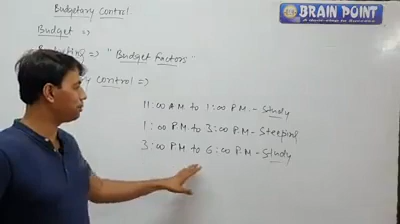 Budgetary Control
BRAIN POINT
Budget =>
=> "Budget Factors"
Control =>
11:00 A.M to 1:00 P.M - Study
1:00 P.M to 3:00 P.M - Steeping
3:00 P.M to 6:00 P.M - Study